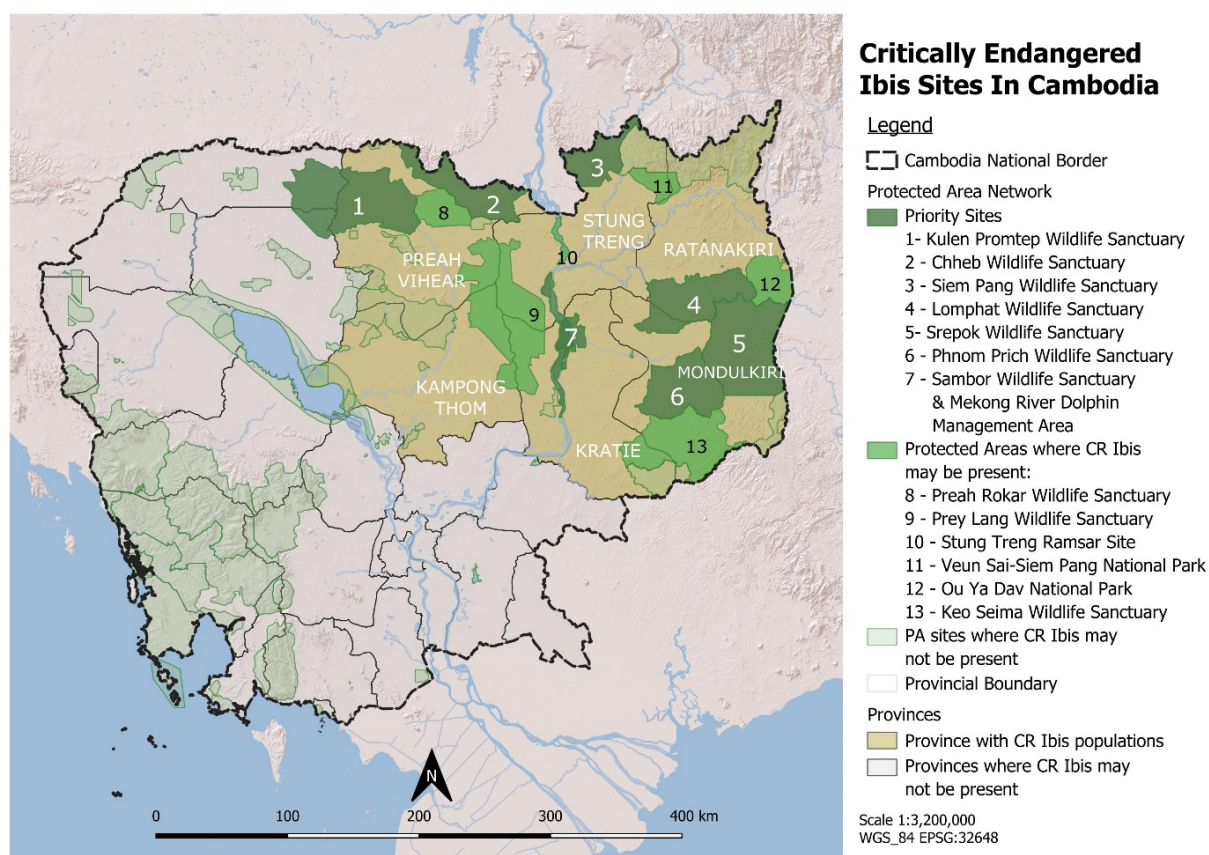 Critically Endangered
Ibis Sites In Cambodia
Legend
Cambodia National Border
Protected Area Network
Priority Sites
1- Kulen Promtep Wildlife Sanctuary
2 - Chheb Wildlife Sanctuary
3 - Siem Pang Wildlife Sanctuary
4 - Lomphat Wildlife Sanctuary
5- Srepok Wildlife Sanctuary
6 - Phnom Prich Wildlife Sanctuary
7 - Sambor Wildlife Sanctuary
& Mekong River Dolphin
Management Area
Protected Areas where CR Ibis
may be present:
8 - Preah Rokar Wildlife Sanctuary
9 - Prey Lang Wildlife Sanctuary
10 - Stung Treng Ramsar Site
11 - Veun Sai-Siem Pang National Park
12 - Ou Ya Dav National Park
13 - Keo Seima Wildlife Sanctuary
PA sites where CR Ibis may
not be present
Provincial Boundary
Provinces
Province with CR Ibis populations
Provinces where CR Ibis may
not be present
Scale 1:3,200,000
WGS_84 EPSG:32648
3
11
1
8
2
STUNG
TRENG
10
RATANAKIRI
PREAH
VIHEAR
12
4
9
7
5
MONDULKIRI
KAMPONG
THOM
6
KRATIE
13
N
0
100
200
300
400 km